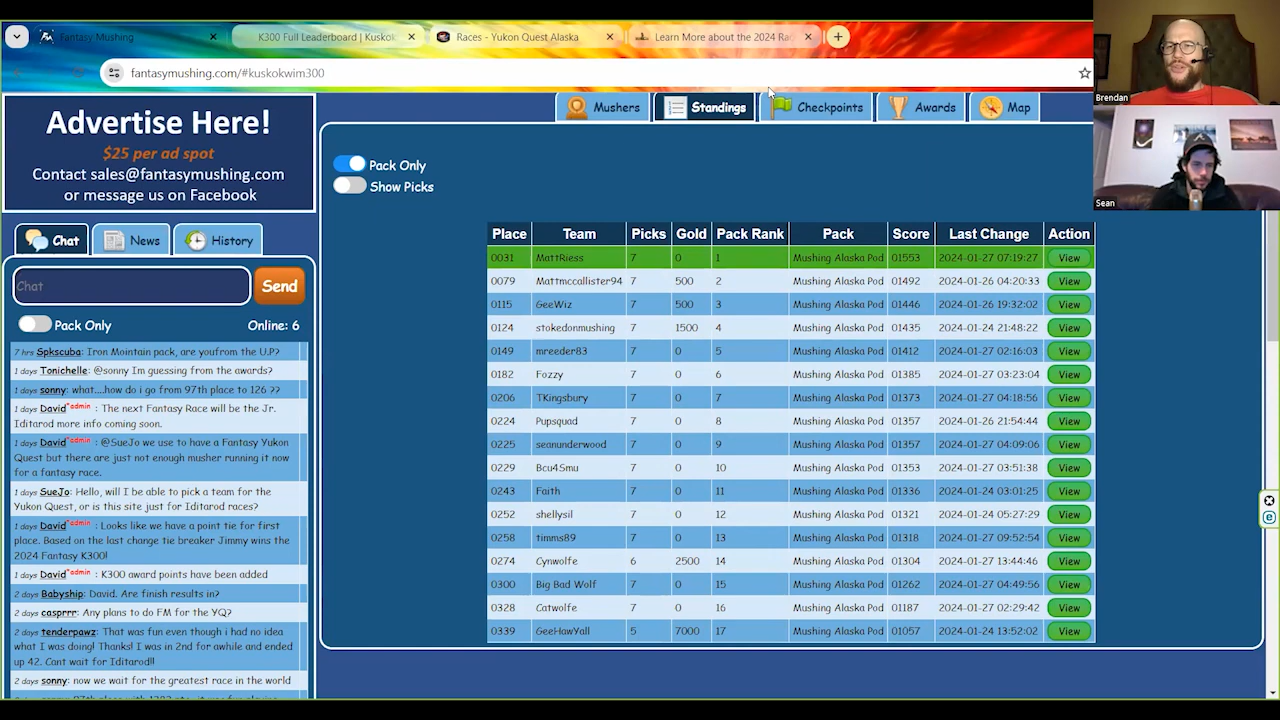 Fantasy Mushing
K300 Full Leaderboard | Kuskok
Races - Yukon Quest Alaska
Learn More about the 2024 Ra
fantasymushing.com/#kuskokwim300
Advertise Here!
$25 per ad spot
Contact sales@fantasymushing.com
or message us on Facebook
Mushers
Standings
Checkpoints
Awards
Map
Brendan
Sean
Pack Only
Show Picks
Chat
News
History
Chat
Send
Pack Only
Online: 6
7 hrs Spkscuba: Iron Mointain pack, are youfrom the U.P?
1 days Tonichelle: @sonny Im guessing from the awards?
1 days sonny: what....how do i go from 97th place to 126 ??
1 days David*admin : The next Fantasy Race will be the Jr.
Iditarod more info coming soon.
1 days David*admin : @SueJo we use to have a Fantasy Yukon
Quest but there are just not enough musher running it now
for a fantasy race.
1 days SueJo: Hello, will I be able to pick a team for the
Yukon Quest, or is this site just for Iditarod races?
1 days David*admin : Looks like we have a point tie for first
place. Based on the last change tie breaker Jimmy wins the
2024 Fantasy K300!
1 days David*admin : K300 award points have been added
2 days Babyship: David. Are finish results in?
2 days casprrr: Any plans to do FM for the YQ?
2 days tenderpawz: That was fun even though i had no idea
what I was doing! Thanks! I was in 2nd for awhile and ended
up 42. Cant wait for Iditarod!!
2 days sonny: now we wait for the greatest race in the world
Place Team Picks Gold Pack Rank Pack Score Last Change Action
0031 MattRiess 7 0 1 Mushing Alaska Pod 01553 2024-01-27 07:19:27 View
0079 Mattmccallister94 7 500 2 Mushing Alaska Pod 01492 2024-01-26 04:20:33 View
0115 GeeWiz 7 500 3 Mushing Alaska Pod 01446 2024-01-26 19:32:02 View
0124 stokedonmushing 7 1500 4 Mushing Alaska Pod 01435 2024-01-24 21:48:22 View
0149 mreeder83 7 0 5 Mushing Alaska Pod 01412 2024-01-27 02:16:03 View
0182 Fozzy 7 0 6 Mushing Alaska Pod 01385 2024-01-27 03:23:04 View
0206 TKingsbury 7 0 7 Mushing Alaska Pod 01373 2024-01-27 04:18:56 View
0224 Pupsquad 7 0 8 Mushing Alaska Pod 01357 2024-01-26 21:54:44 View
0225 seanunderwood 7 0 9 Mushing Alaska Pod 01357 2024-01-27 04:09:06 View
0229 Bcu4Smu 7 0 10 Mushing Alaska Pod 01353 2024-01-27 03:51:38 View
0243 Faith 7 0 11 Mushing Alaska Pod 01336 2024-01-24 03:01:25 View
0252 shellysil 7 0 12 Mushing Alaska Pod 01321 2024-01-24 05:27:29 View
0258 timms89 7 0 13 Mushing Alaska Pod 01318 2024-01-27 09:52:54 View
0274 Cynwolfe 6 2500 14 Mushing Alaska Pod 01304 2024-01-27 13:44:46 View
0300 Big Bad Wolf 7 0 15 Mushing Alaska Pod 01262 2024-01-27 04:49:56 View
0328 Catwolfe 7 0 16 Mushing Alaska Pod 01187 2024-01-27 02:29:42 View
0339 GeeHawYall 5 7000 17 Mushing Alaska Pod 01057 2024-01-24 13:52:02 View